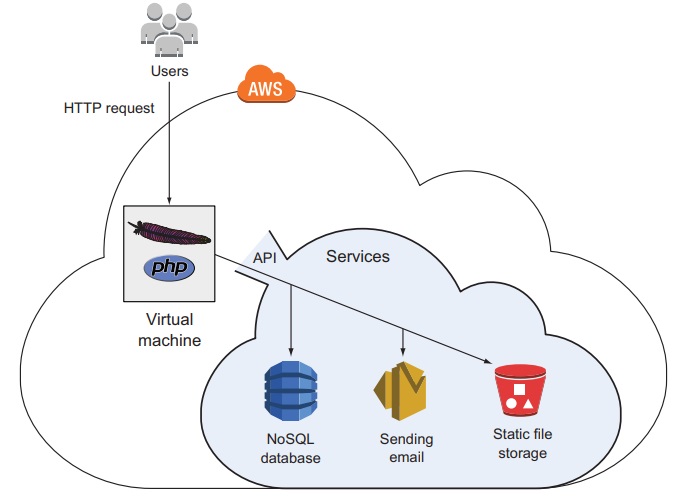 Users
AWS
HTTP request
API
Services
php
Virtual
machine
NoSQL
database
Sending
email
Static file
storage